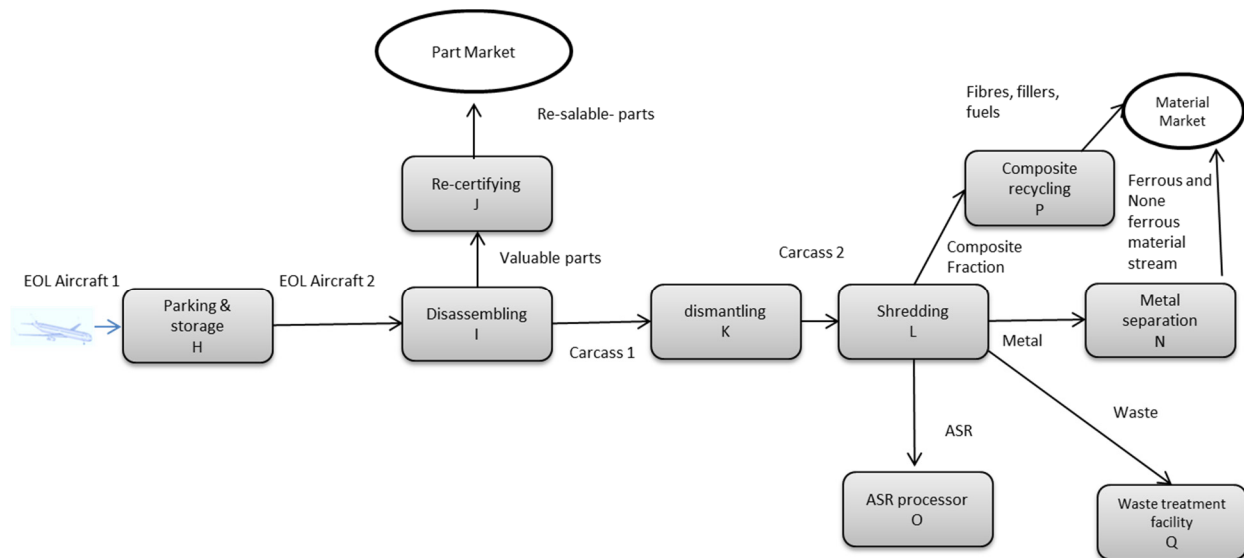 Part Market
Re-salable- parts
Re-certifying
J
Valuable parts
EOL Aircraft 1
Parking &
storage
H
EOL Aircraft 2
Disassembling
I
Carcass 1
dismantling
K
Carcass 2
Shredding
L
Composite
Fraction
Composite
recycling
P
Fibres, fillers,
fuels
Material
Market
Ferrous and
None
ferrous
material
stream
Metal
Metal
separation
N
ASR
ASR processor
O
Waste
Waste treatment
facility
Q